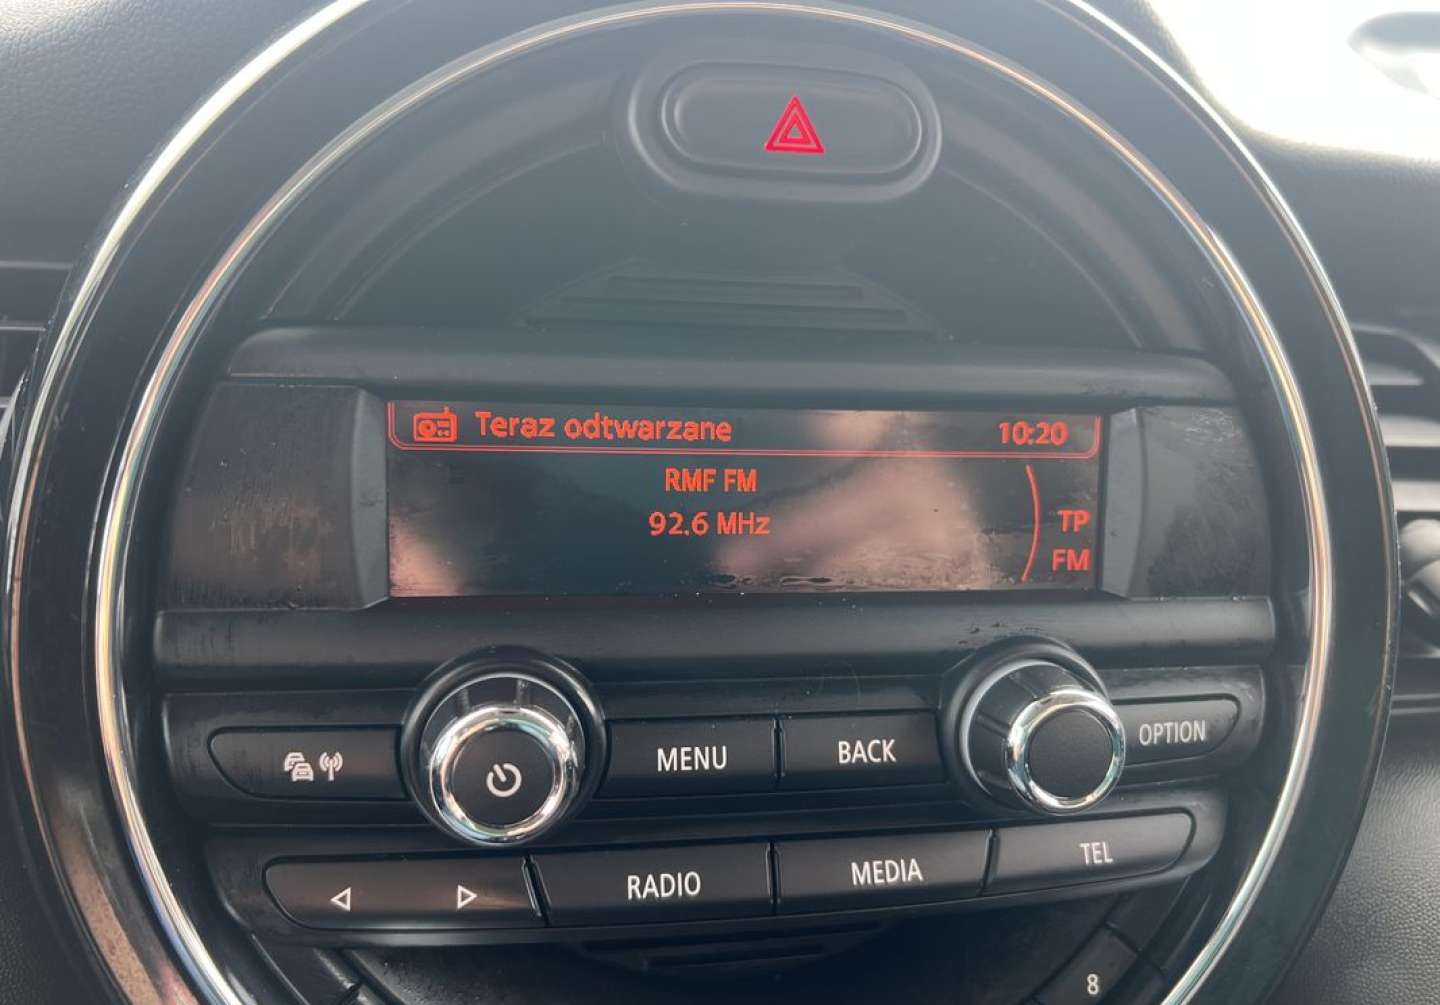 Teraz odtwarzane 10:20
RMF FM
92.6 MHz
TP
FM
MENU BACK OPTION
RADIO MEDIA TEL
8